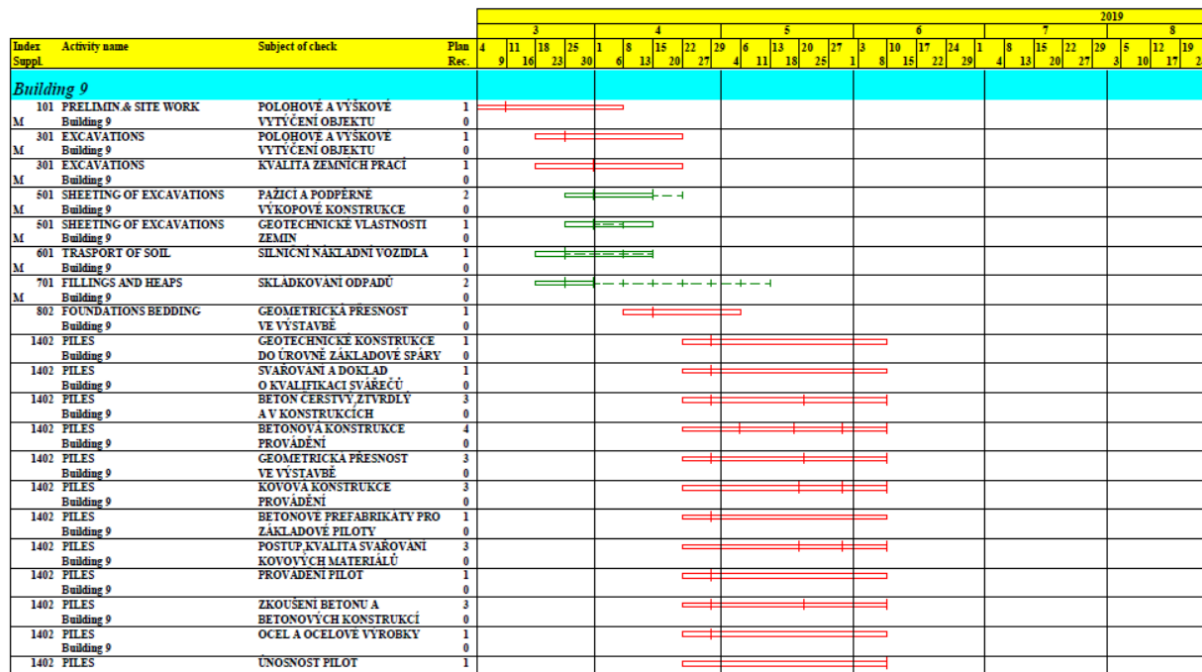 2019
3 4 5 6 7 8
Index Activity name Subject of check Plan 4 11 18 25 1 8 15 22 29 6 13 20 27 3 10 17 24 1 8 15 22 29 5 12 19
Suppl. Rec. 9 16 23 30 6 13 20 27 4 11 18 25 1 8 15 22 29 4 13 20 27 3 10 17
Building 9
101 PRELIMIN.& SITE WORK POLOHOVÉ A VÝŠKOVÉ 1
M Building 9 VYTÝČENÍ OBJEKTU 0
301 EXCAVATIONS POLOHOVÉ A VÝŠKOVÉ 1
M Building 9 VYTÝČENÍ OBJEKTU 0
301 EXCAVATIONS KVALITA ZEMNÍCH PRACÍ 1
M Building 9 0
501 SHEETING OF EXCAVATIONS PAŽÍCÍ A PODPĚRNÉ 2
M Building 9 VÝKOPOVÉ KONSTRUKCE 0
501 SHEETING OF EXCAVATIONS GEOTECHNICKÉ VLASTNOSTI 1
M Building 9 ZEMIN 0
601 TRASPORT OF SOIL SILNIČNÍ NÁKLADNÍ VOZIDLA 1
M Building 9 0
701 FILLINGS AND HEAPS SKLÁDKOVÁNÍ ODPADŮ 2
M Building 9 0
802 FOUNDATIONS BEDDING GEOMETRICKÁ PŘESNOST 1
Building 9 VE VÝSTAVBĚ 0
1402 PILES GEOTECHNICKÉ KONSTRUKCE 1
Building 9 DO ÚROVNĚ ZÁKLADOVÉ SPÁRY 0
1402 PILES SVAŘOVÁNÍ A DOKLAD 1
Building 9 O KVALIFIKACI SVÁŘEČŮ 0
1402 PILES BETON ČERSTVÝ,ZTVRDLÝ 3
Building 9 A V KONSTRUKCÍCH 0
1402 PILES BETONOVÁ KONSTRUKCE 4
Building 9 PROVÁDĚNÍ 0
1402 PILES GEOMETRICKÁ PŘESNOST 3
Building 9 VE VÝSTAVBĚ 0
1402 PILES KOVOVÁ KONSTRUKCE 3
Building 9 PROVÁDĚNÍ 0
1402 PILES BETONOVÉ PREFABRIKÁTY PRO 1
Building 9 ZÁKLADOVÉ PILOTY 0
1402 PILES POSTUP,KVALITA SVAŘOVÁNÍ 3
Building 9 KOVOVÝCH MATERIÁLŮ 0
1402 PILES PROVÁDĚNÍ PILOT 1
Building 9 0
1402 PILES ZKOUŠENÍ BETONU A 3
Building 9 BETONOVÝCH KONSTRUKCÍ 0
1402 PILES OCEL A OCELOVÉ VÝROBKY 1
Building 9 0
1402 PILES ÚNOSNOST PILOT 1